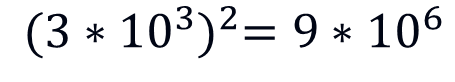 (3 * 10³)² = 9 * 10⁶